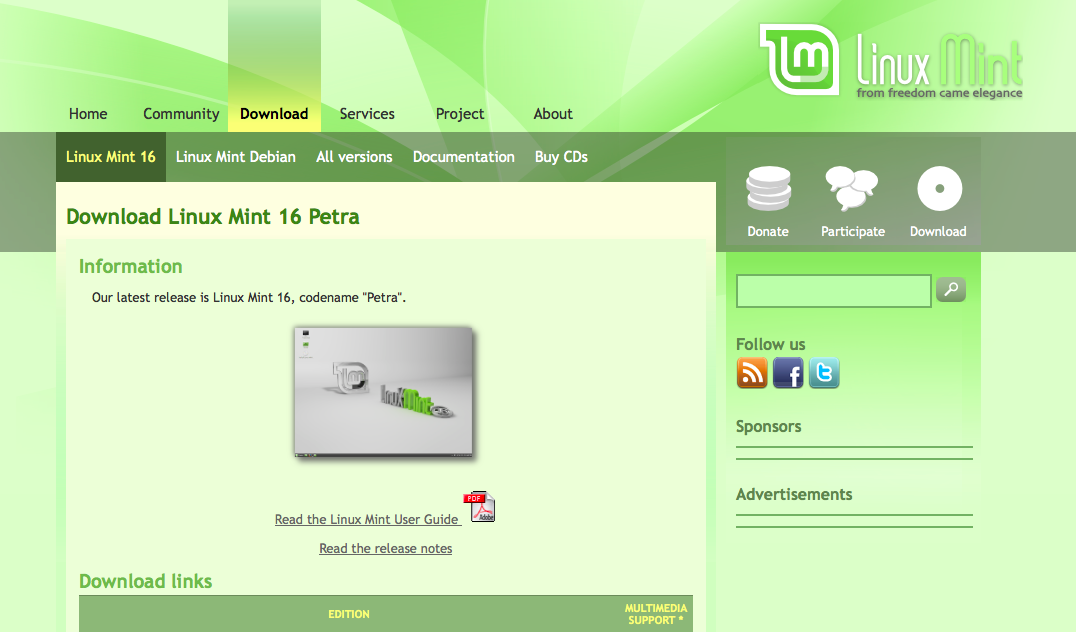 Linux Mint
from freedom came elegance
Home Community Download Services Project About
Linux Mint 16 Linux Mint Debian All versions Documentation Buy CDs
Donate Participate Download
Download Linux Mint 16 Petra
Information
Our latest release is Linux Mint 16, codename "Petra".
LinuxMint
Read the Linux Mint User Guide
PDF
Adobe
Read the release notes
Download links
EDITION
MULTIMEDIA
SUPPORT *
Follow us
Sponsors
Advertisements